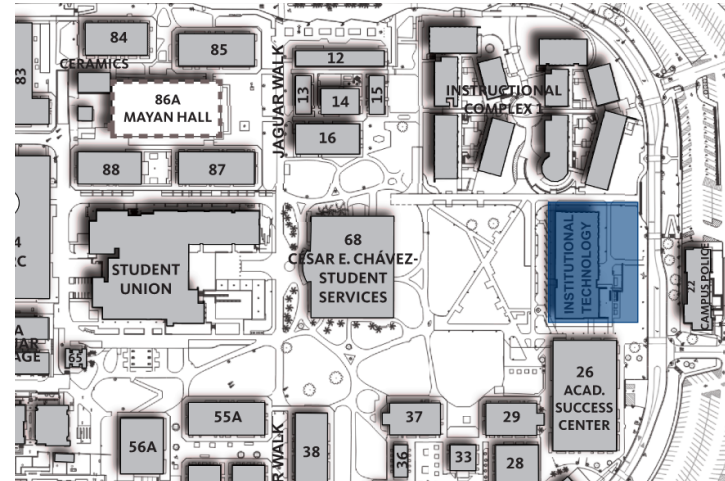 84
85
CERAMICS
83
86A
MAYAN HALL
JAGUAR WALK
12
13
14
15
16
INSTRUCTIONAL
COMPLEX 1
88
87
STUDENT
UNION
68
CÉSAR E. CHÁVEZ-
STUDENT
SERVICES
INSTITUTIONAL
TECHNOLOGY
22
CAMPUS POLICE
65
26
ACAD.
SUCCESS
CENTER
55A
56A
38
37
36
33
29
28